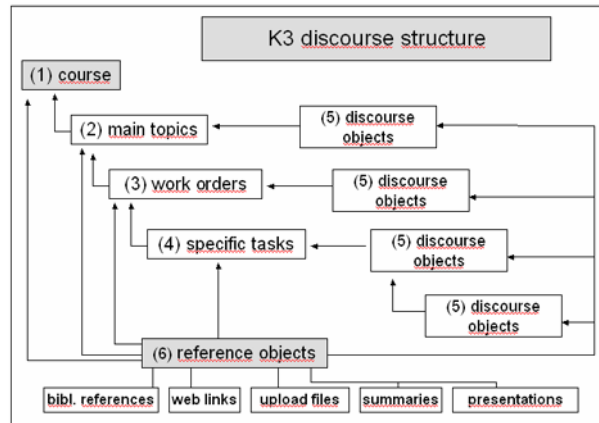 K3 discourse structure
(1) course
(2) main topics
(5) discourse
objects
(3) work orders
(5) discourse
objects
(4) specific tasks
(5) discourse
objects
(5) discourse
objects
(6) reference objects
bibl. references
web links
upload files
summaries
presentations